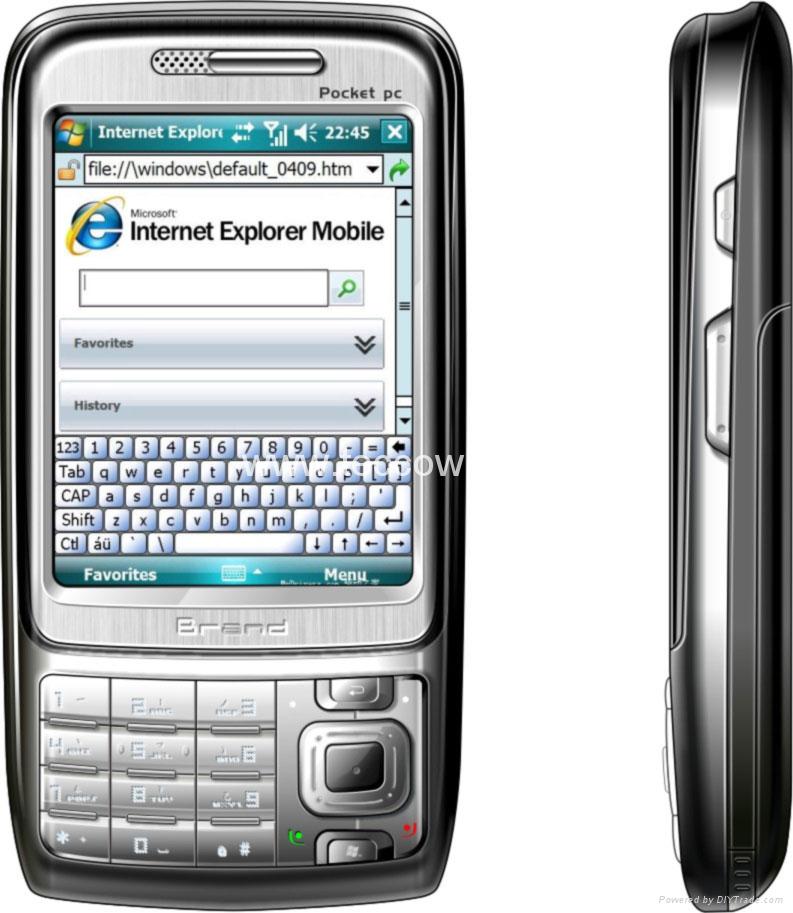 Pocket pc
Internet Explore 22:45
file://\windows\default_0409.htm
Microsoft
Internet Explorer Mobile
Favorites
History
123 1 2 3 4 5 6 7 8 9 0 - =
Tab q w e r t y u p [
CAP a s d f g h j k l ; '
Shift z x c v b n m , . /
Ctl áü ` \
www.teccow
Favorites Menu
Brand
* + #
Powered by DIYTrade.com